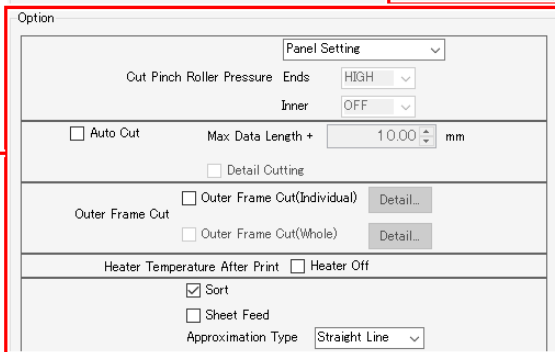 Option
Panel Setting
Cut Pinch Roller Pressure Ends HIGH
Inner OFF
Auto Cut Max Data Length + 10.00 mm
Detail Cutting
Outer Frame Cut(Individual) Detail...
Outer Frame Cut
Outer Frame Cut(Whole) Detail...
Heater Temperature After Print Heater Off
Sort
Sheet Feed
Approximation Type Straight Line